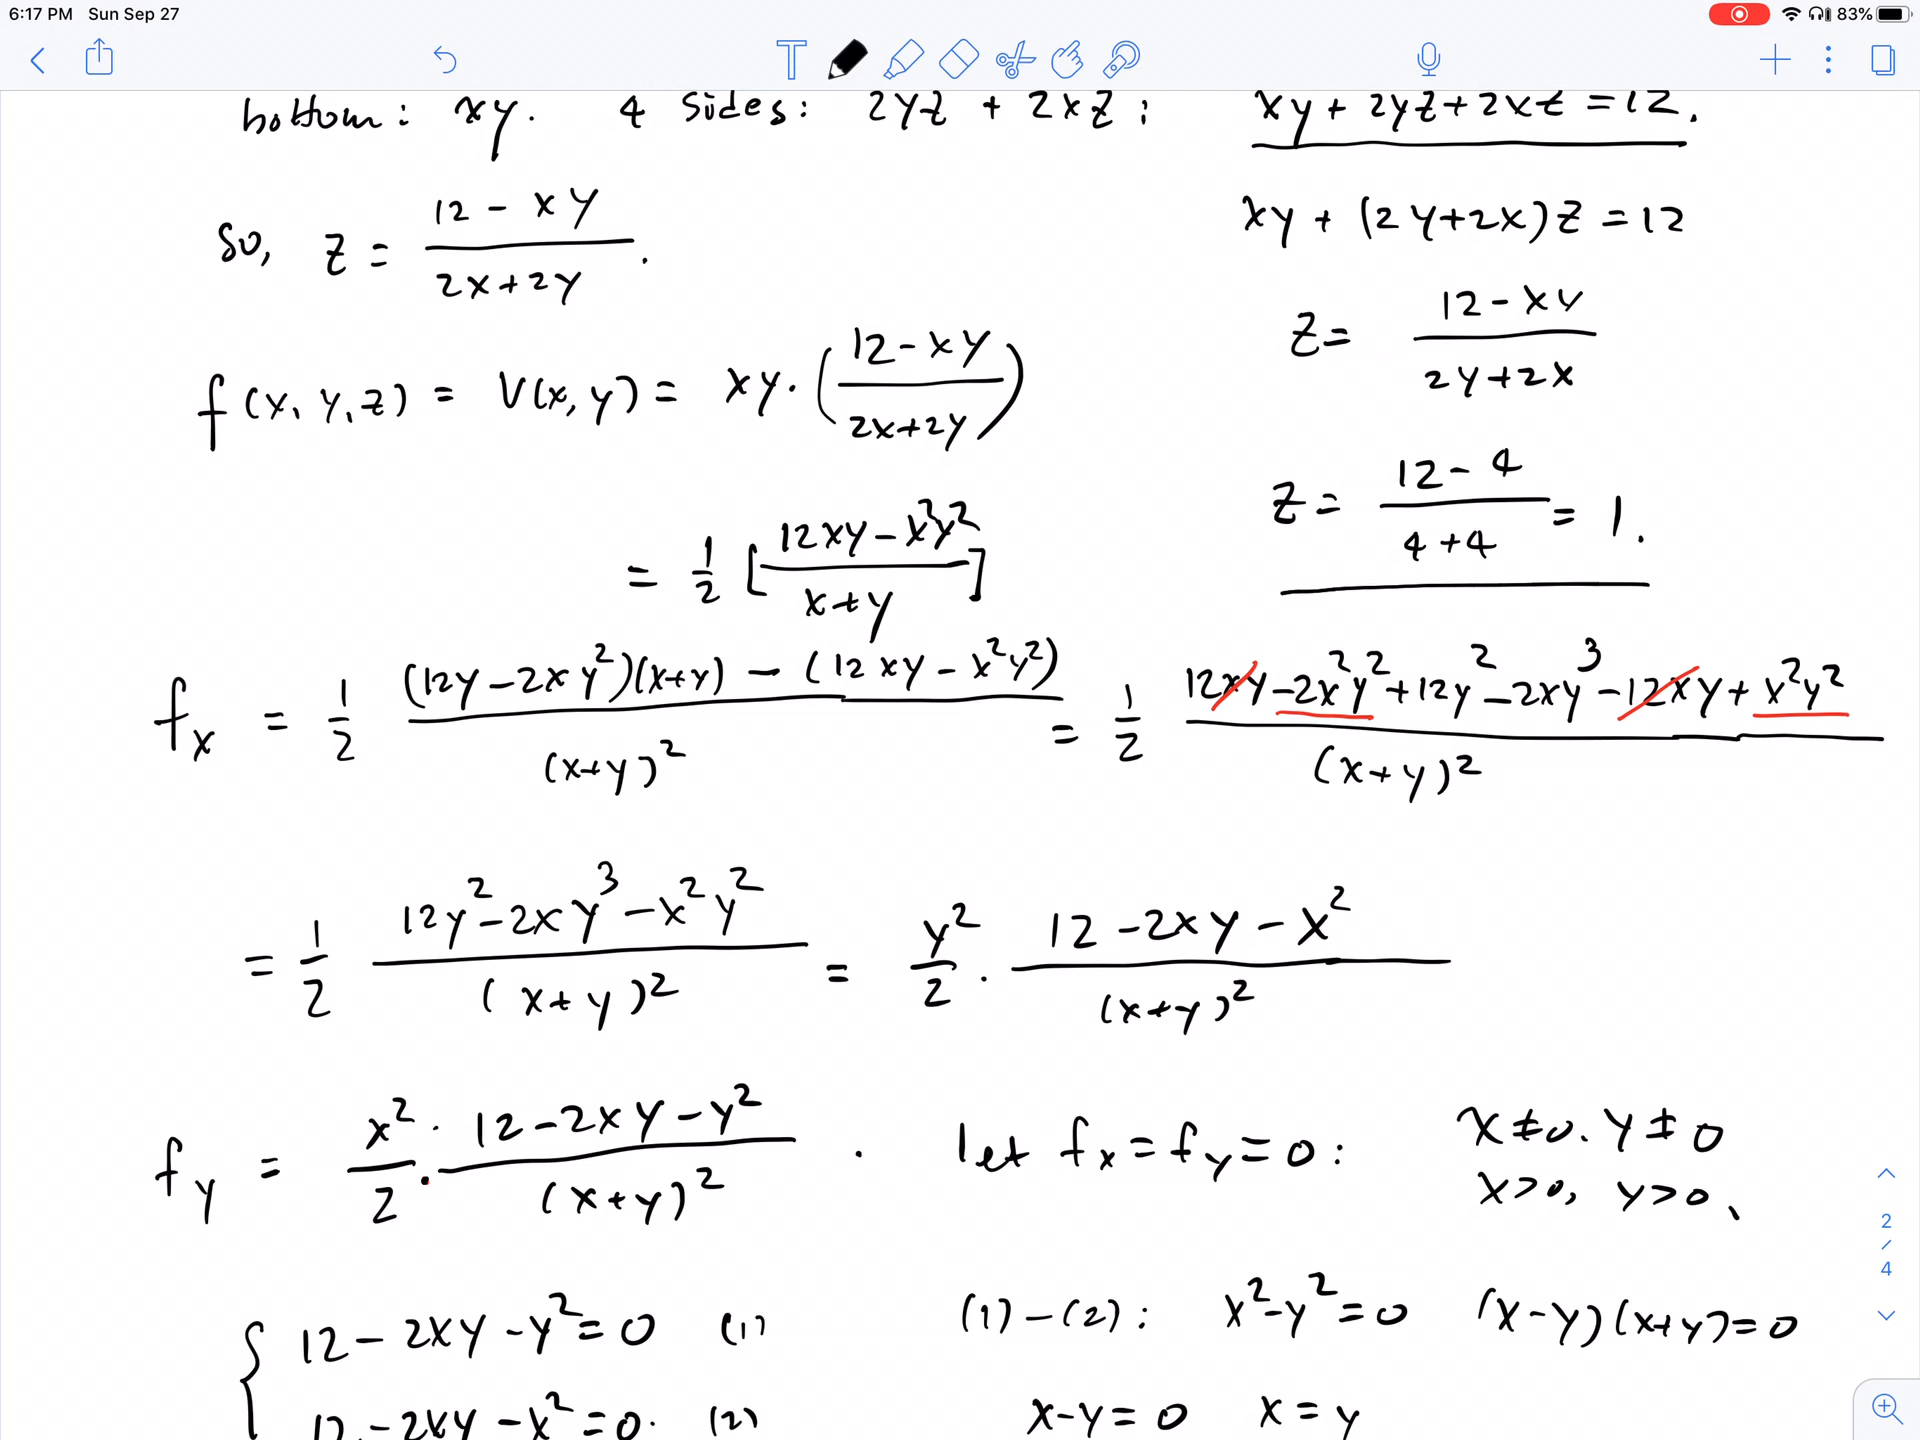 6:17 PM Sun Sep 27 83%
bottom: xy. 4 sides: 2yz + 2xz; xy + 2yz + 2xz = 12.
xy + (2y+2x)z = 12
So, z = (12 - xy)/(2x+2y).
z = (12 - xy)/(2y+2x)
f(x, y, z) = V(x, y) = xy · ((12 - xy)/(2x+2y))
z = (12 - 4)/(4+4) = 1.
= 1/2 [(12xy - x²y²)/(x+y)]
f_x = 1/2 ((12y - 2xy²)(x+y) - (12xy - x²y²))/(x+y)² = 1/2 (12xy - 2x²y² + 12y² - 2xy³ - 12xy + x²y²)/(x+y)²
= 1/2 (12y² - 2xy³ - x²y²)/(x+y)² = y²/2 · (12 - 2xy - x²)/(x+y)²
f_y = x²/2 · (12 - 2xy - y²)/(x+y)² . let f_x = f_y = 0: x ≠ 0. y ≠ 0
x > 0, y > 0、
2
/
4
{ 12 - 2xy - y² = 0 (1) (1) - (2): x² - y² = 0 (x-y)(x+y) = 0
12 - 2xy - x² = 0. (2) x - y = 0 x = y